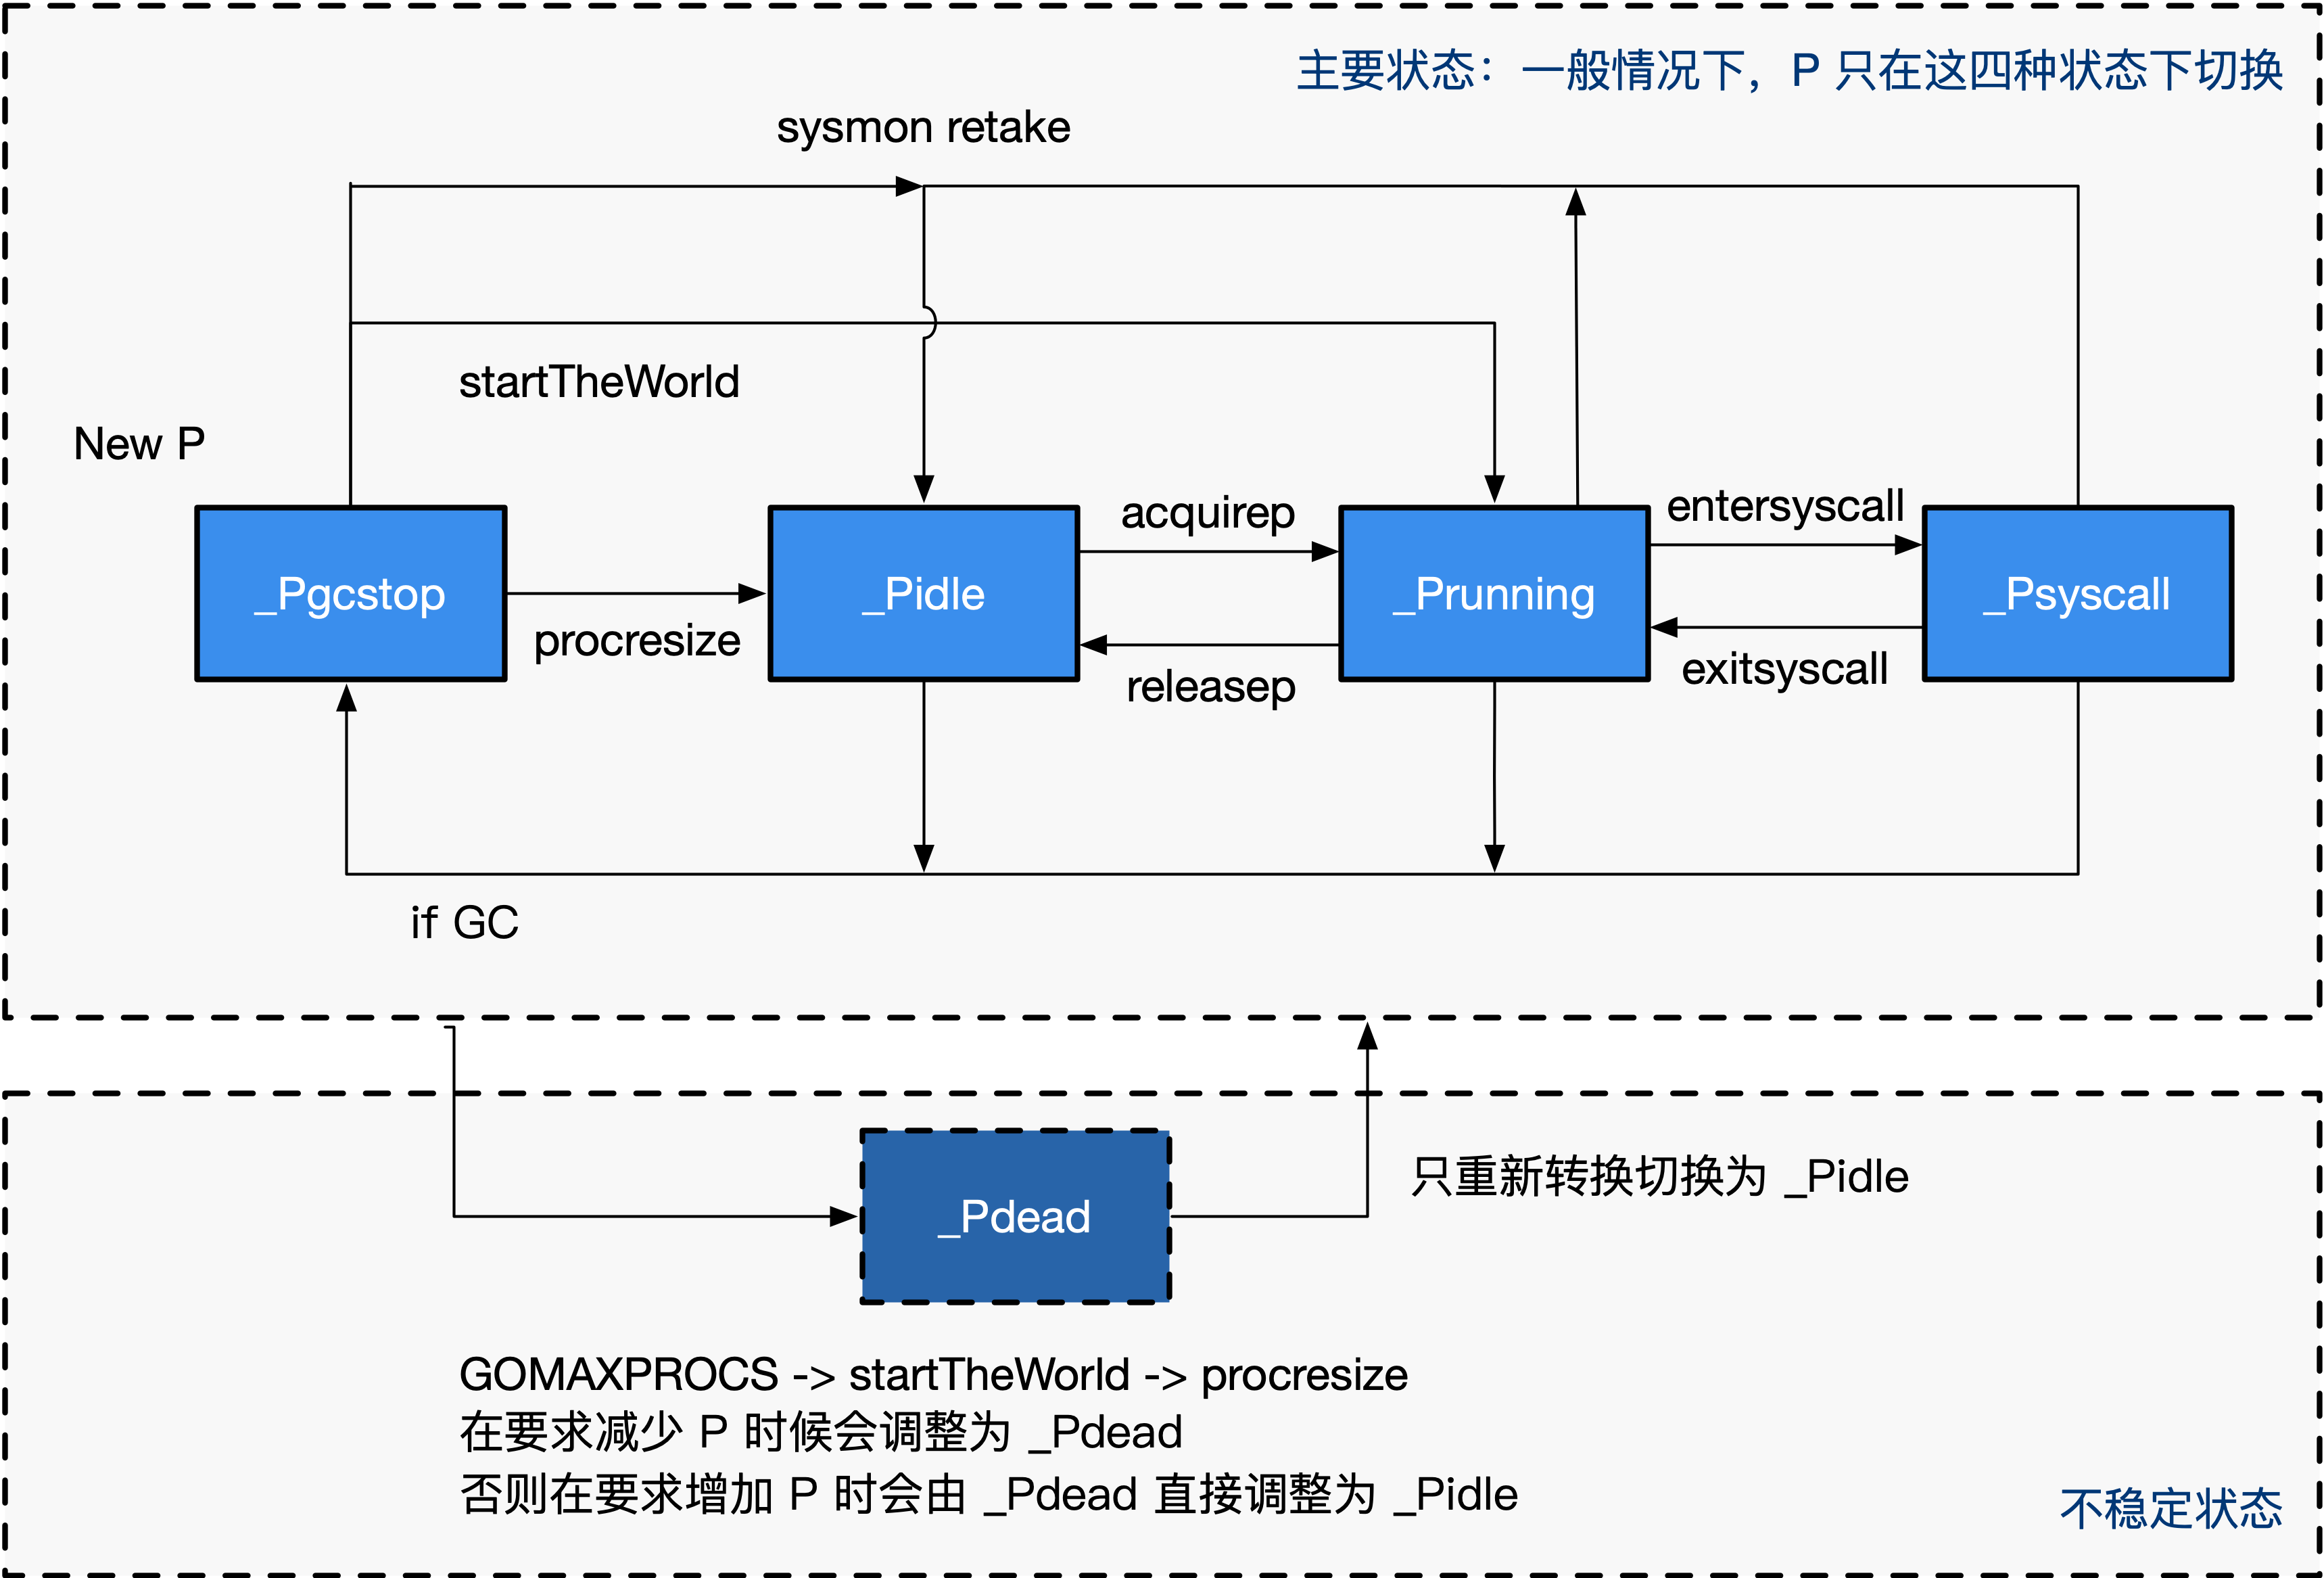 主要状态：一般情况下，P 只在这四种状态下切换
sysmon retake
startTheWorld
New P
_Pgcstop
procresize
_Pidle
acquirep
releasep
_Prunning
entersyscall
exitsyscall
_Psyscall
if GC
_Pdead
只重新转换切换为 _Pidle
GOMAXPROCS -> startTheWorld -> procresize
在要求减少 P 时候会调整为 _Pdead
否则在要求增加 P 时会由 _Pdead 直接调整为 _Pidle
不稳定状态